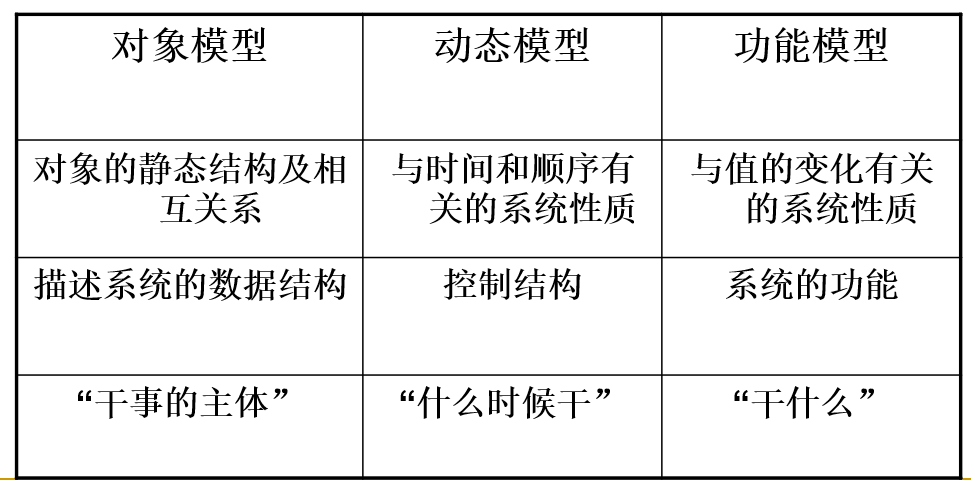 对象模型
动态模型
功能模型
对象的静态结构及相
互关系
与时间和顺序有
关的系统性质
与值的变化有关
的系统性质
描述系统的数据结构
控制结构
系统的功能
“干事的主体”
“什么时候干”
“干什么”